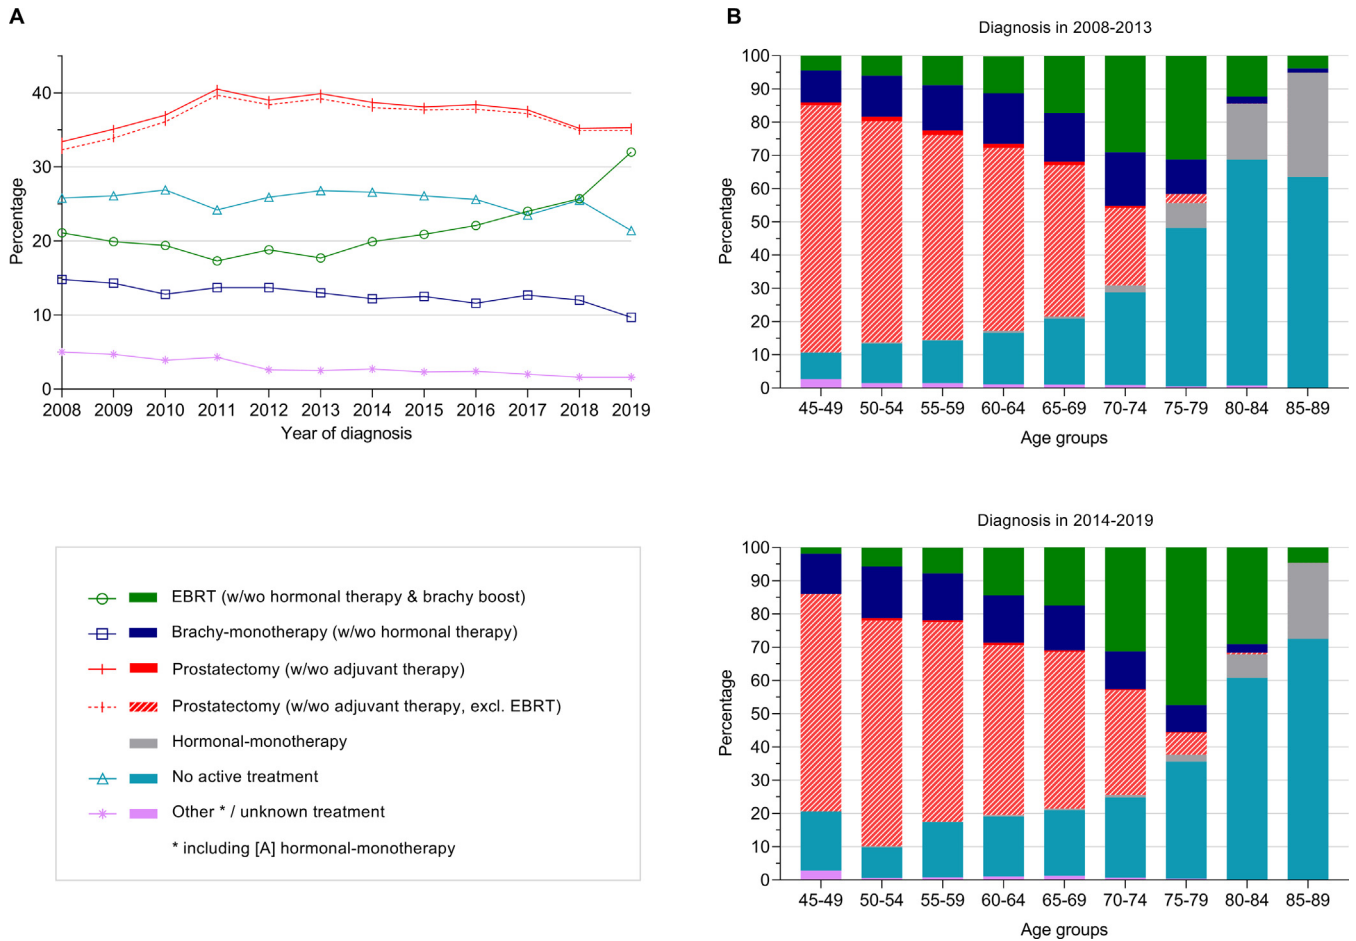 A
40
30
20
10
0
Percentage
2008 2009 2010 2011 2012 2013 2014 2015 2016 2017 2018 2019
Year of diagnosis
EBRT (w/wo hormonal therapy & brachy boost)
Brachy-monotherapy (w/wo hormonal therapy)
Prostatectomy (w/wo adjuvant therapy)
Prostatectomy (w/wo adjuvant therapy, excl. EBRT)
Hormonal-monotherapy
No active treatment
Other * / unknown treatment
* including [A] hormonal-monotherapy
B
Diagnosis in 2008-2013
100
90
80
70
60
50
40
30
20
10
0
Percentage
45-49 50-54 55-59 60-64 65-69 70-74 75-79 80-84 85-89
Age groups
Diagnosis in 2014-2019
100
90
80
70
60
50
40
30
20
10
0
Percentage
45-49 50-54 55-59 60-64 65-69 70-74 75-79 80-84 85-89
Age groups